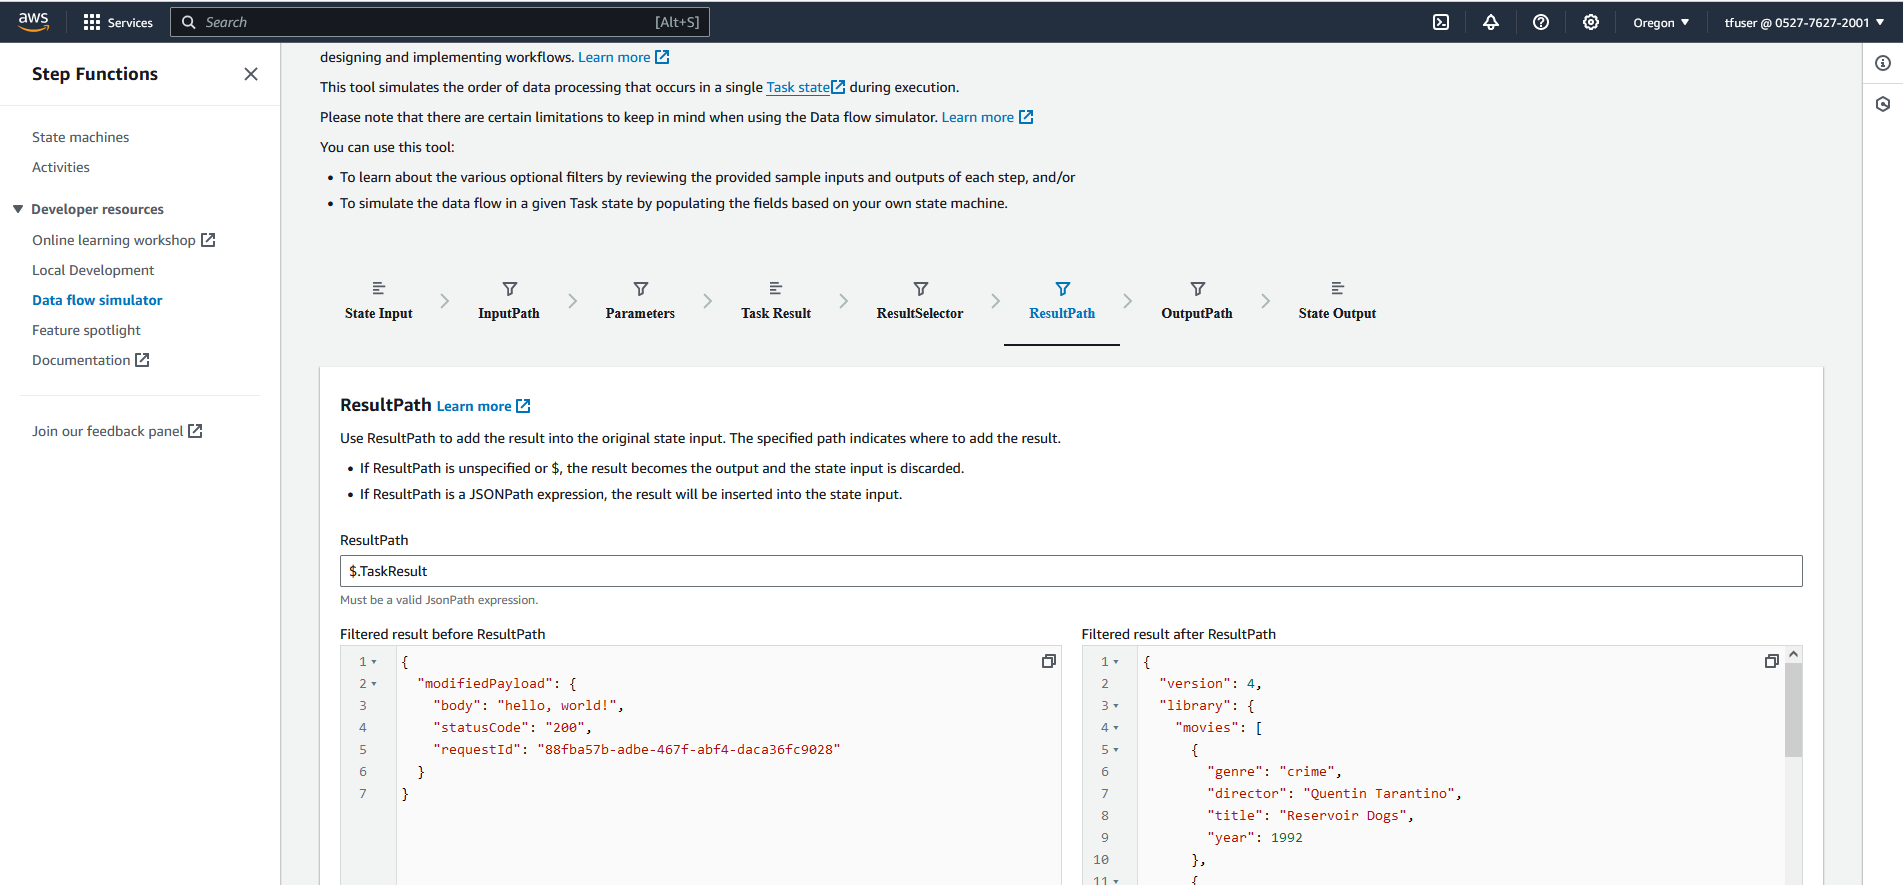 aws Services Search [Alt+S] Oregon tfuser @ 0527-7627-2001
Step Functions
State machines
Activities
Developer resources
Online learning workshop
Local Development
Data flow simulator
Feature spotlight
Documentation
Join our feedback panel
designing and implementing workflows. Learn more
This tool simulates the order of data processing that occurs in a single Task state during execution.
Please note that there are certain limitations to keep in mind when using the Data flow simulator. Learn more
You can use this tool:
• To learn about the various optional filters by reviewing the provided sample inputs and outputs of each step, and/or
• To simulate the data flow in a given Task state by populating the fields based on your own state machine.
State Input InputPath Parameters Task Result ResultSelector ResultPath OutputPath State Output
ResultPath Learn more
Use ResultPath to add the result into the original state input. The specified path indicates where to add the result.
• If ResultPath is unspecified or $, the result becomes the output and the state input is discarded.
• If ResultPath is a JSONPath expression, the result will be inserted into the state input.
ResultPath
$.TaskResult
Must be a valid JsonPath expression.
Filtered result before ResultPath
1 {
2 "modifiedPayload": {
3 "body": "hello, world!",
4 "statusCode": "200",
5 "requestId": "88fba57b-adbe-467f-abf4-daca36fc9028"
6 }
7 }
Filtered result after ResultPath
1 {
2 "version": 4,
3 "library": {
4 "movies": [
5 {
6 "genre": "crime",
7 "director": "Quentin Tarantino",
8 "title": "Reservoir Dogs",
9 "year": 1992
10 },
11 {